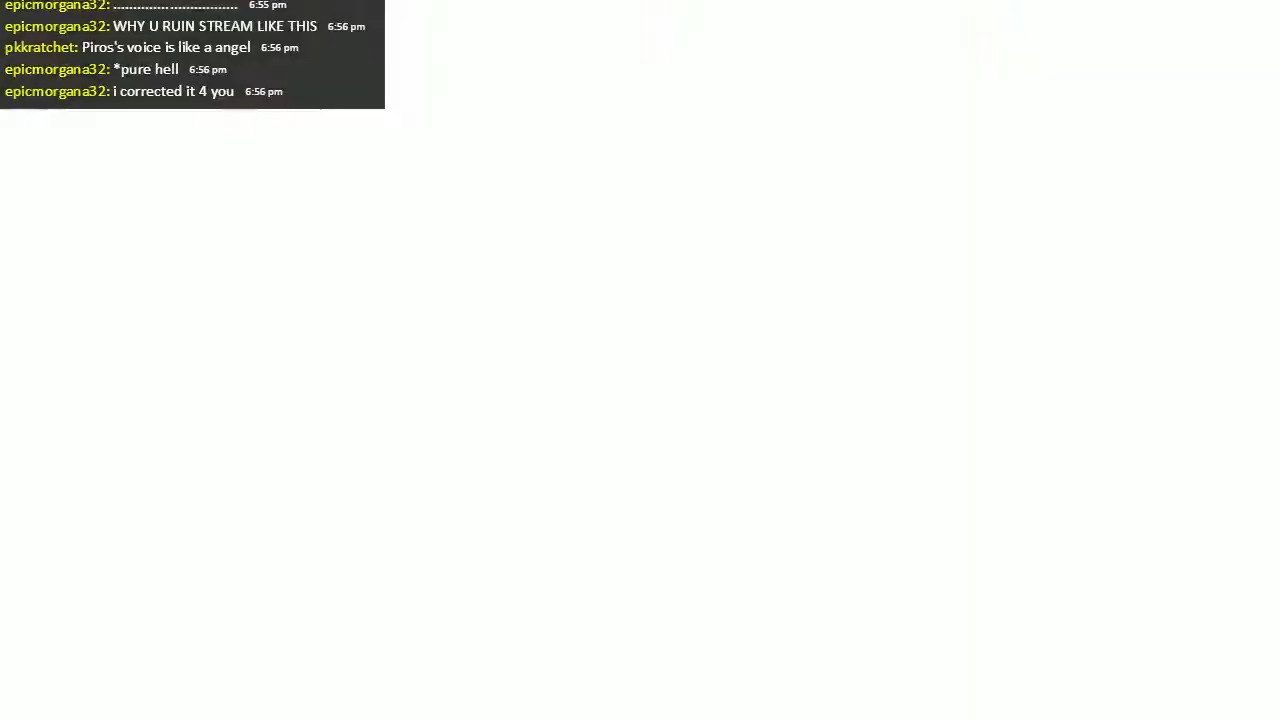 epicmorgana32: ............................... 6:55 pm
epicmorgana32: WHY U RUIN STREAM LIKE THIS 6:56 pm
pkkratchet: Piros's voice is like a angel 6:56 pm
epicmorgana32: *pure hell 6:56 pm
epicmorgana32: i corrected it 4 you 6:56 pm